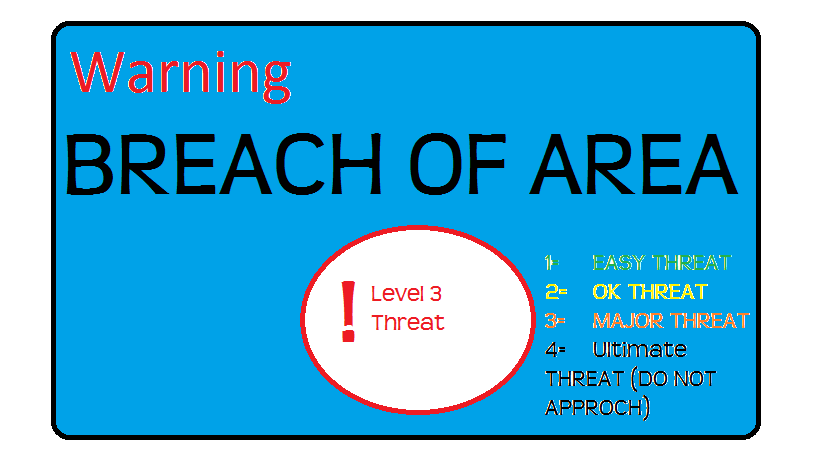 Warning
BREACH OF AREA
! Level 3
Threat
1= EASY THREAT
2= OK THREAT
3= MAJOR THREAT
4= Ultimate
THREAT (DO NOT
APPROCH)